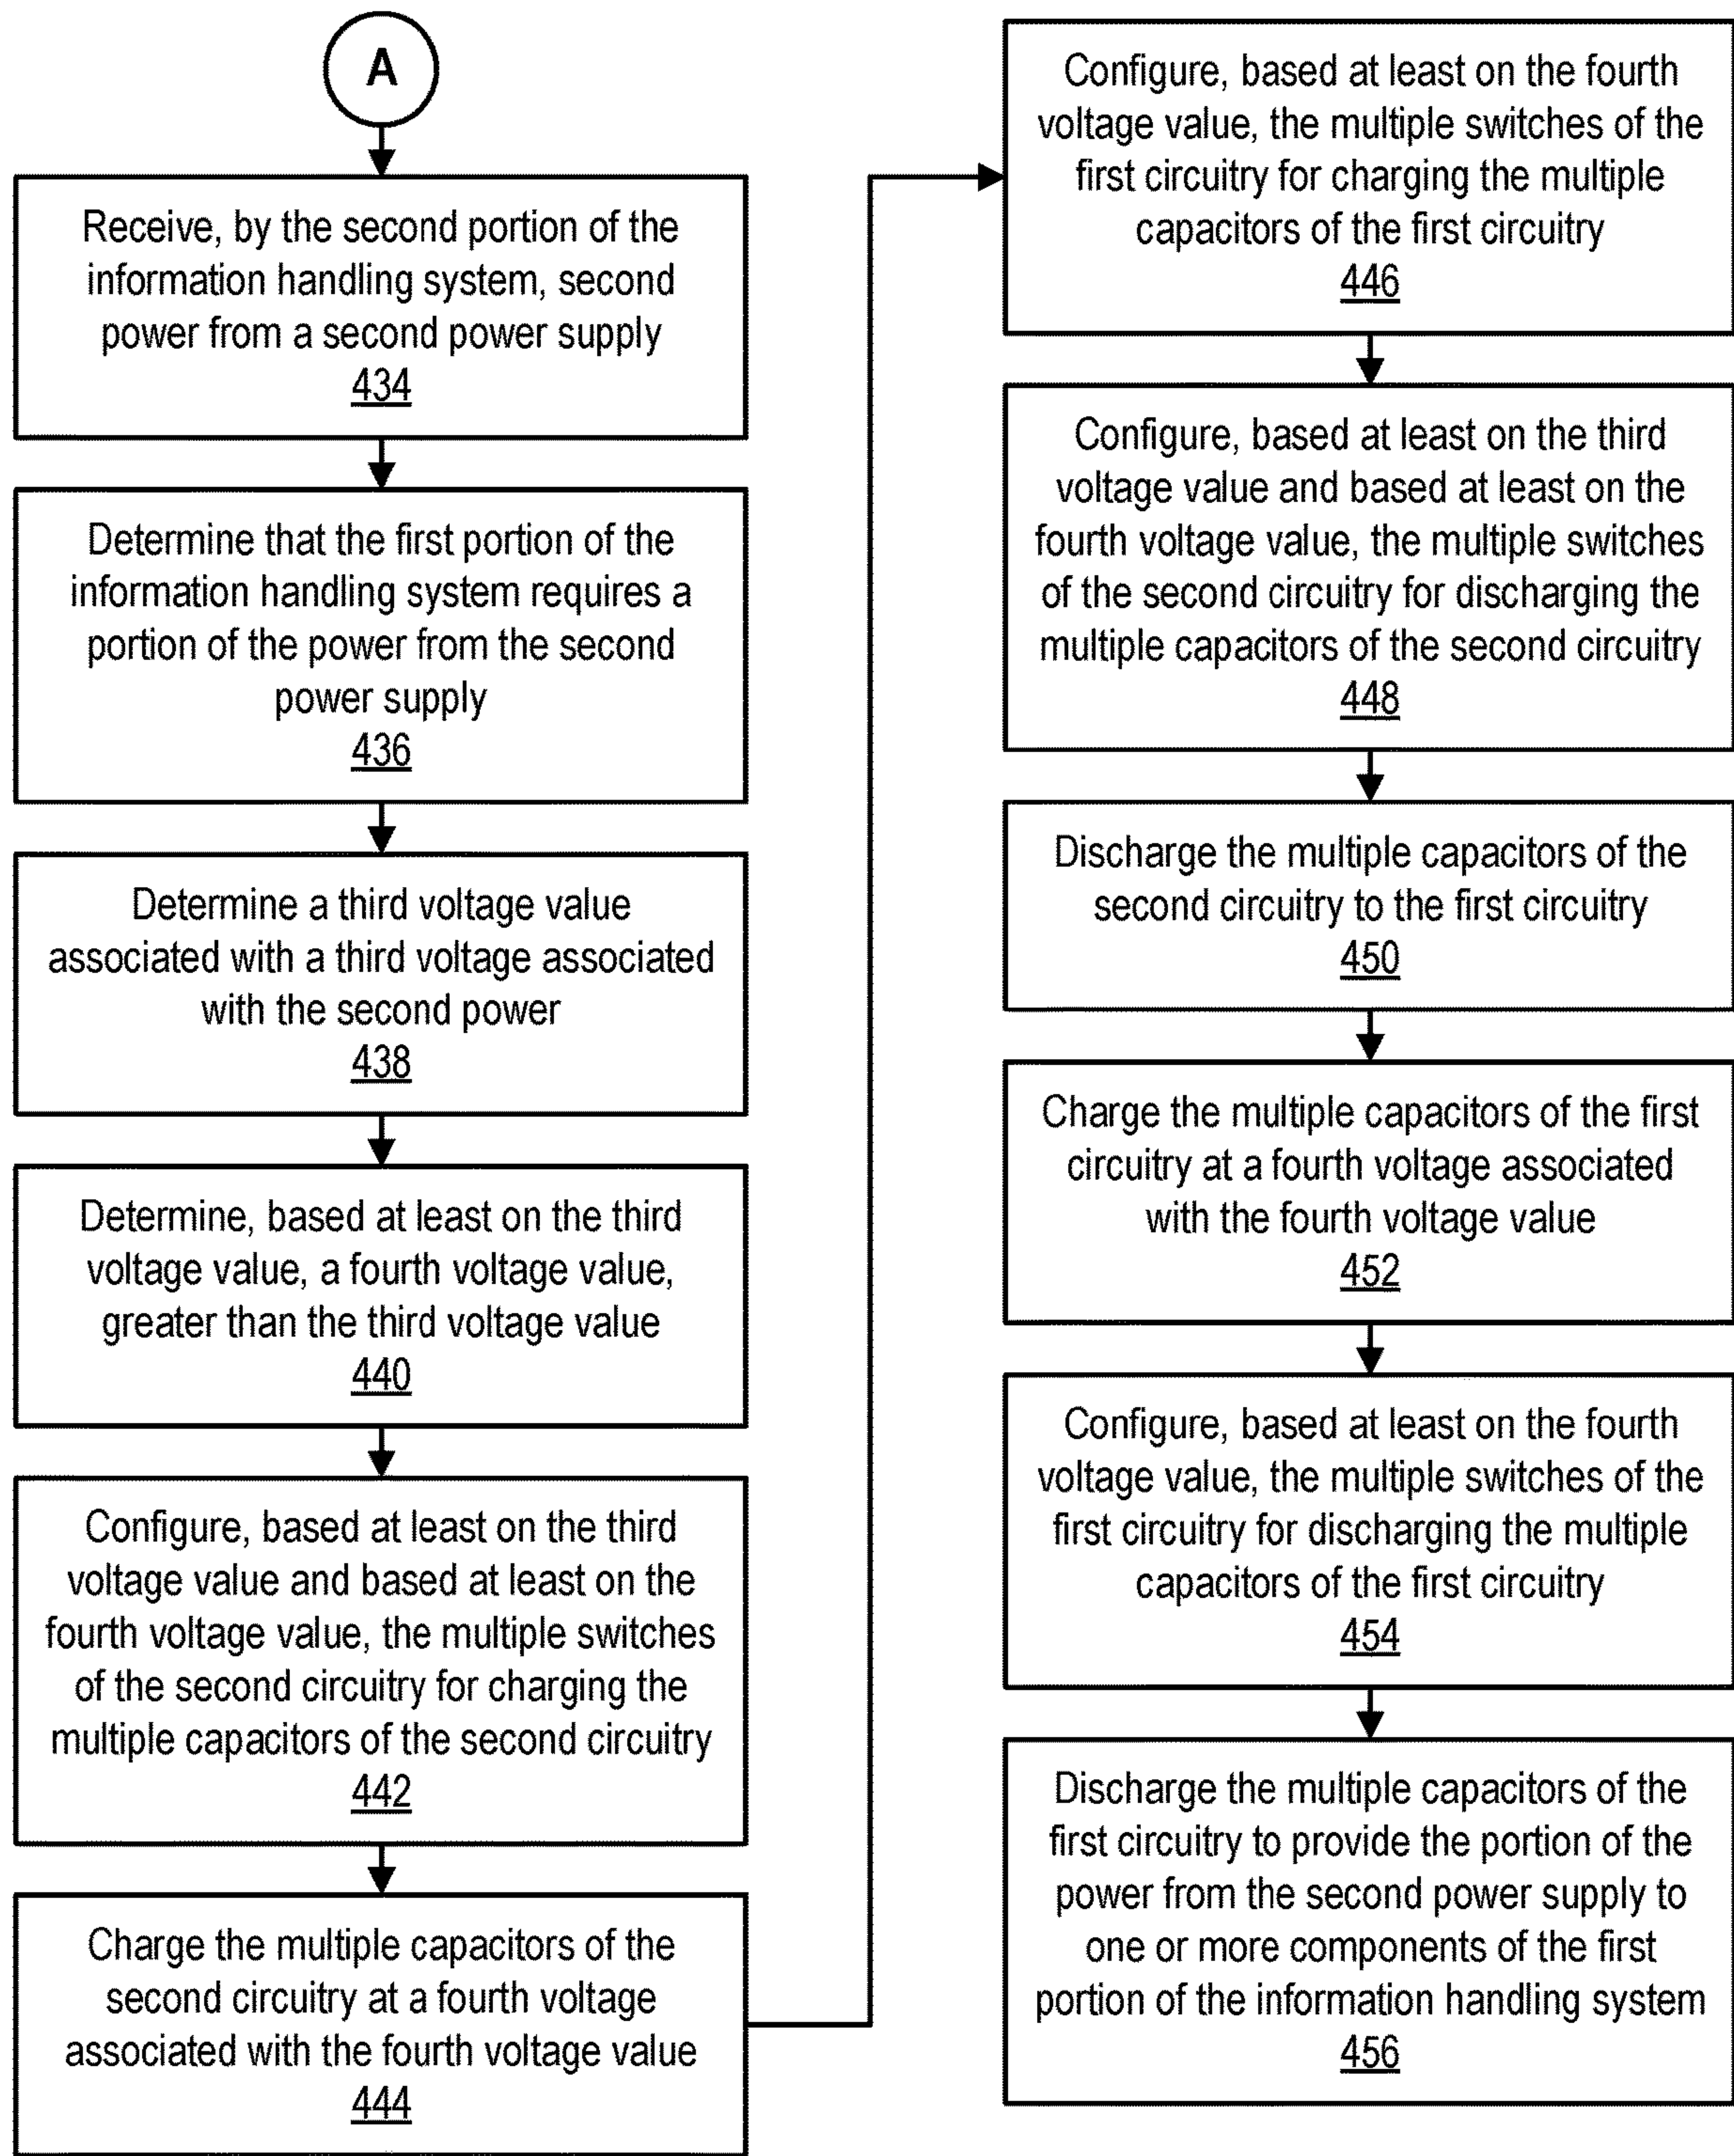 A
Receive, by the second portion of the
information handling system, second
power from a second power supply
434
Determine that the first portion of the
information handling system requires a
portion of the power from the second
power supply
436
Determine a third voltage value
associated with a third voltage associated
with the second power
438
Determine, based at least on the third
voltage value, a fourth voltage value,
greater than the third voltage value
440
Configure, based at least on the third
voltage value and based at least on the
fourth voltage value, the multiple switches
of the second circuitry for charging the
multiple capacitors of the second circuitry
442
Charge the multiple capacitors of the
second circuitry at a fourth voltage
associated with the fourth voltage value
444
Configure, based at least on the fourth
voltage value, the multiple switches of the
first circuitry for charging the multiple
capacitors of the first circuitry
446
Configure, based at least on the third
voltage value and based at least on the
fourth voltage value, the multiple switches
of the second circuitry for discharging the
multiple capacitors of the second circuitry
448
Discharge the multiple capacitors of the
second circuitry to the first circuitry
450
Charge the multiple capacitors of the first
circuitry at a fourth voltage associated
with the fourth voltage value
452
Configure, based at least on the fourth
voltage value, the multiple switches of the
first circuitry for discharging the multiple
capacitors of the first circuitry
454
Discharge the multiple capacitors of the
first circuitry to provide the portion of the
power from the second power supply to
one or more components of the first
portion of the information handling system
456